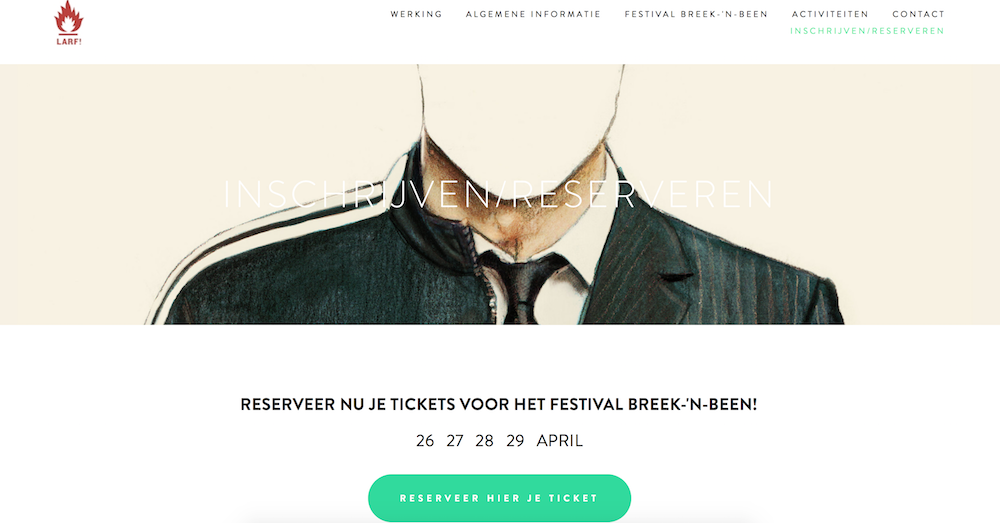 LARF!
WERKING ALGEMENE INFORMATIE FESTIVAL BREEK-'N-BEEN ACTIVITEITEN CONTACT
INSCHRIJVEN/RESERVEREN
INSCHRIJVEN/RESERVEREN
RESERVEER NU JE TICKETS VOOR HET FESTIVAL BREEK-'N-BEEN!
26 27 28 29 APRIL
RESERVEER HIER JE TICKET